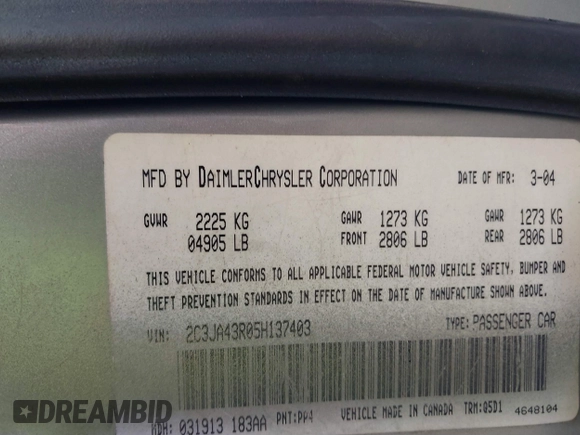 MFD BY DAIMLERCHRYSLER CORPORATION DATE OF MFR: 3-04
GVWR 2225 KG GAWR 1273 KG GAWR 1273 KG
04905 LB FRONT 2806 LB REAR 2806 LB
THIS VEHICLE CONFORMS TO ALL APPLICABLE FEDERAL MOTOR VEHICLE SAFETY, BUMPER AND
THEFT PREVENTION STANDARDS IN EFFECT ON THE DATE OF MANUFACTURE SHOWN ABOVE.
VIN: 2C3JA43R05H137403 TYPE: PASSENGER CAR
MDH: 031913 183AA PNT: VEHICLE MADE IN CANADA TRM: Q5D1 4648104
DREAMBID